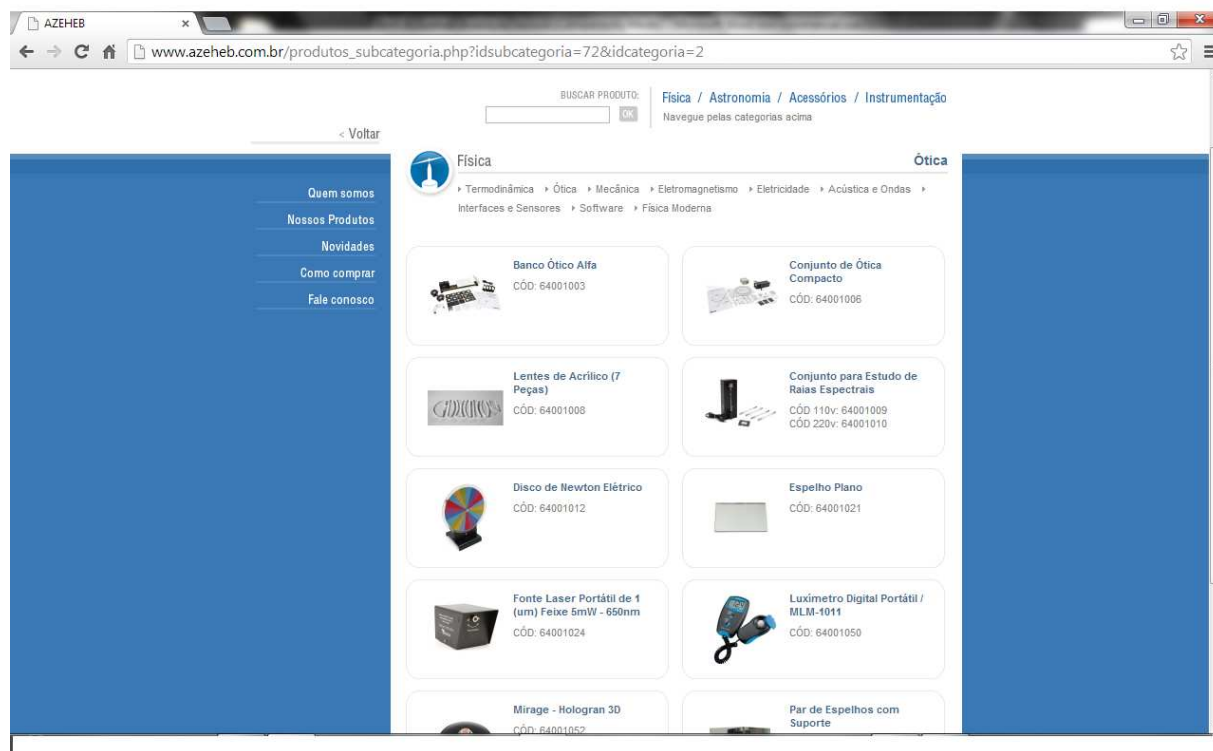 AZEHEB
www.azeheb.com.br/produtos_subcategoria.php?idsubcategoria=72&idcategoria=2
BUSCAR PRODUTO:
OK
Física / Astronomia / Acessórios / Instrumentação
Navegue pelas categorias acima
< Voltar
Física
Ótica
Termodinâmica Ótica Mecânica Eletromagnetismo Eletricidade Acústica e Ondas
Interfaces e Sensores Software Física Moderna
Quem somos
Nossos Produtos
Novidades
Como comprar
Fale conosco
Banco Ótico Alfa
CÓD: 64001003
Conjunto de Ótica
Compacto
CÓD: 64001006
Lentes de Acrílico (7
Peças)
CÓD: 64001008
Conjunto para Estudo de
Raias Espectrais
CÓD 110v: 64001009
CÓD 220v: 64001010
Disco de Newton Elétrico
CÓD: 64001012
Espelho Plano
CÓD: 64001021
Fonte Laser Portátil de 1
(um) Feixe 5mW - 650nm
CÓD: 64001024
Luxímetro Digital Portátil /
MLM-1011
CÓD: 64001050
Mirage - Hologran 3D
CÓD: 64001052
Par de Espelhos com
Suporte